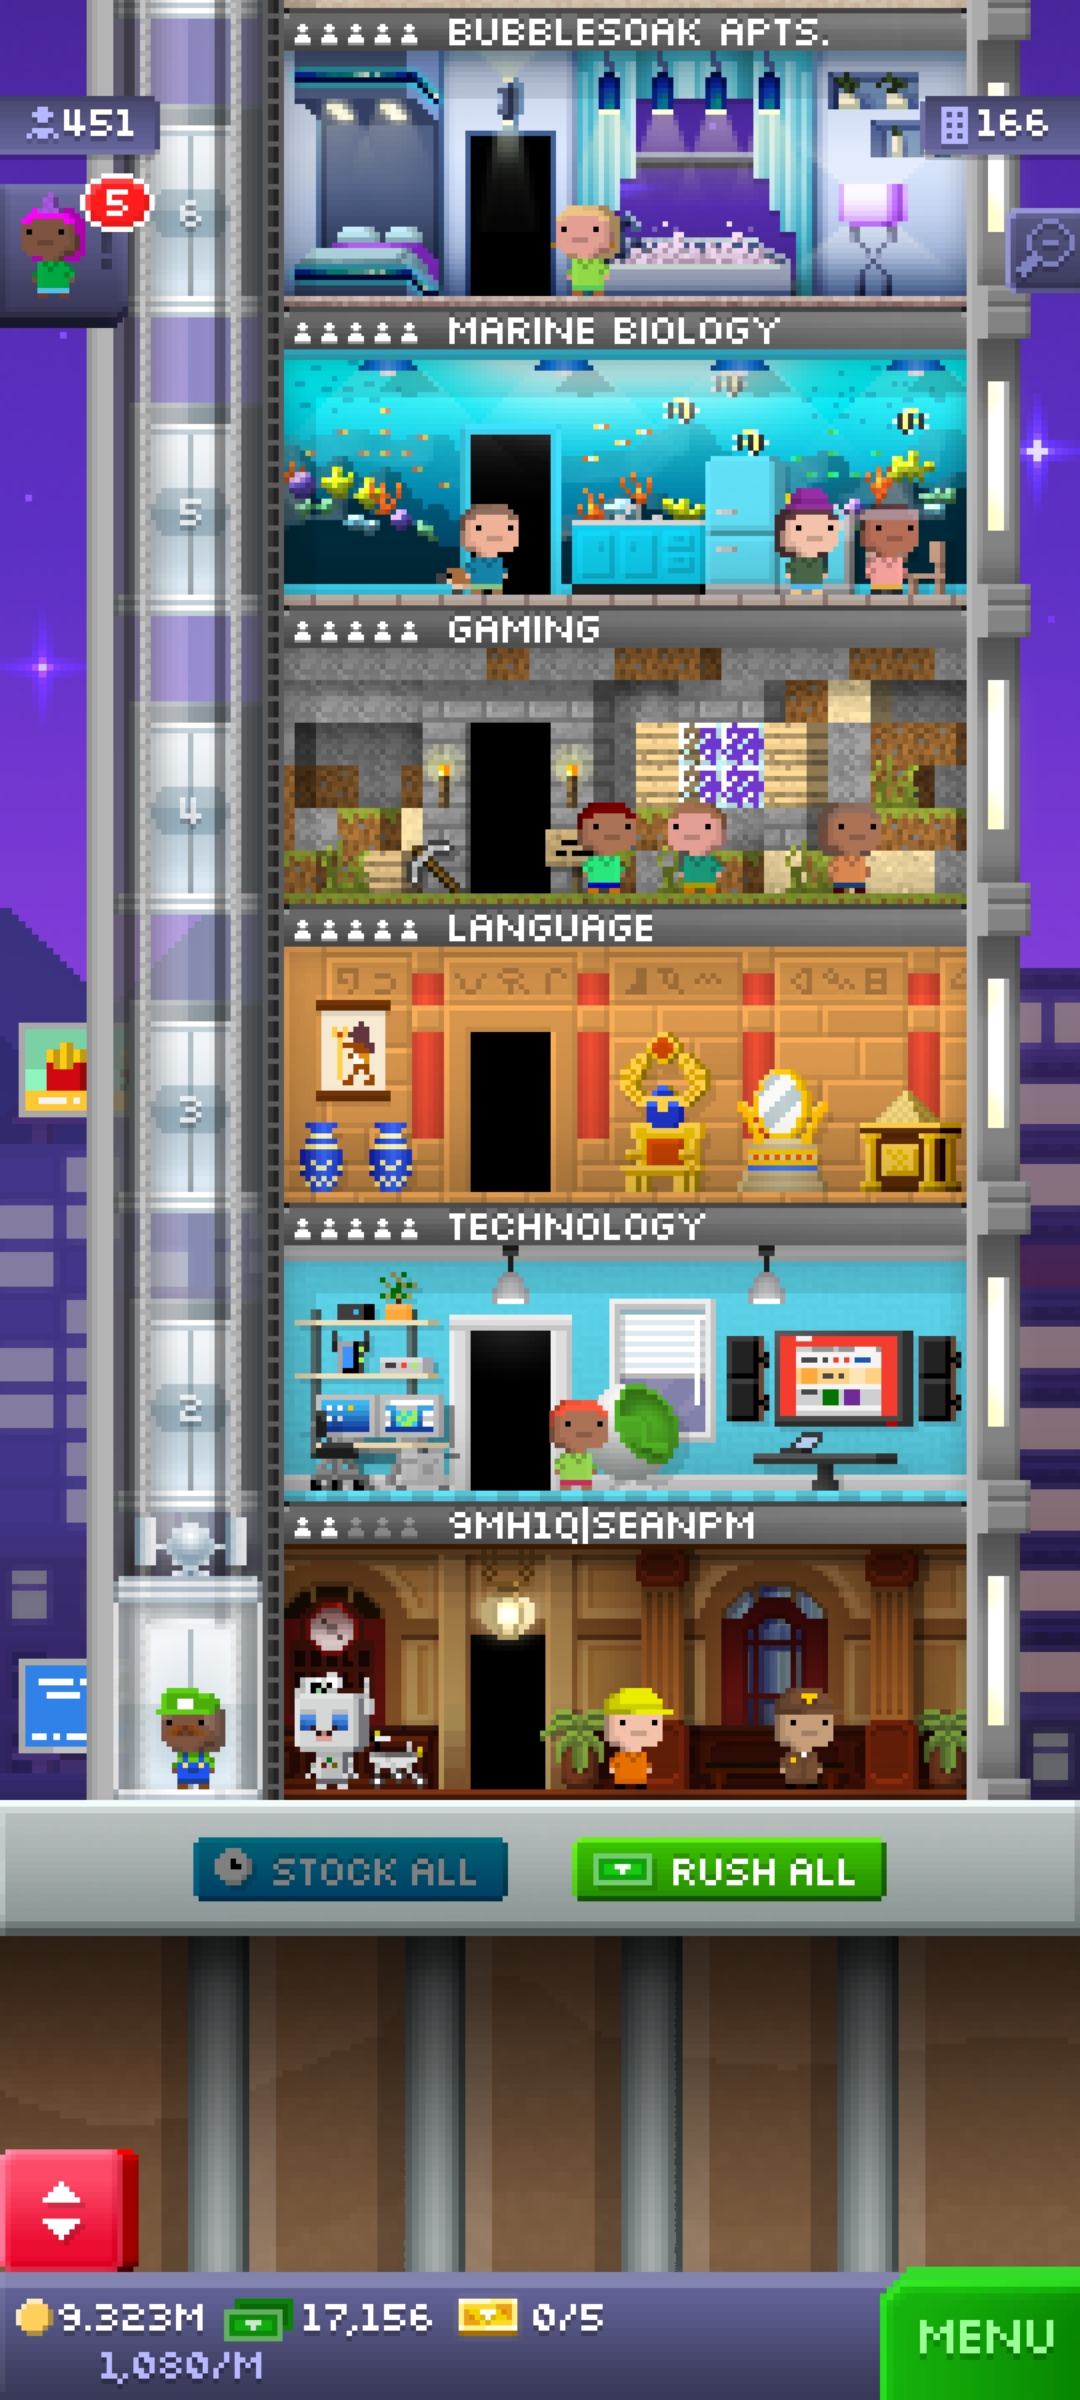 BUBBLESOAK APTS.
451
166
5
6
MARINE BIOLOGY
5
GAMING
4
LANGUAGE
3
TECHNOLOGY
2
9MH1Q|SEANPM
STOCK ALL
RUSH ALL
9.323M 17,156 0/5
1,080/M
MENU